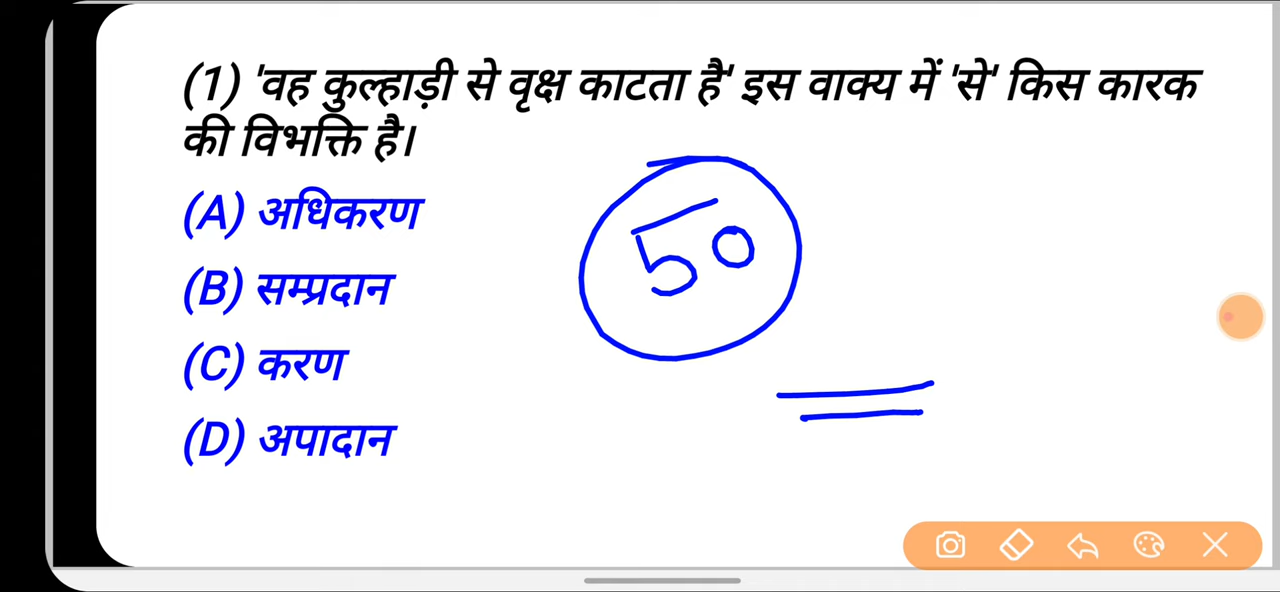 (1) 'वह कुल्हाड़ी से वृक्ष काटता है' इस वाक्य में 'से' किस कारक
की विभक्ति है।
(A) अधिकरण
50
(B) सम्प्रदान
(C) करण
(D) अपादान